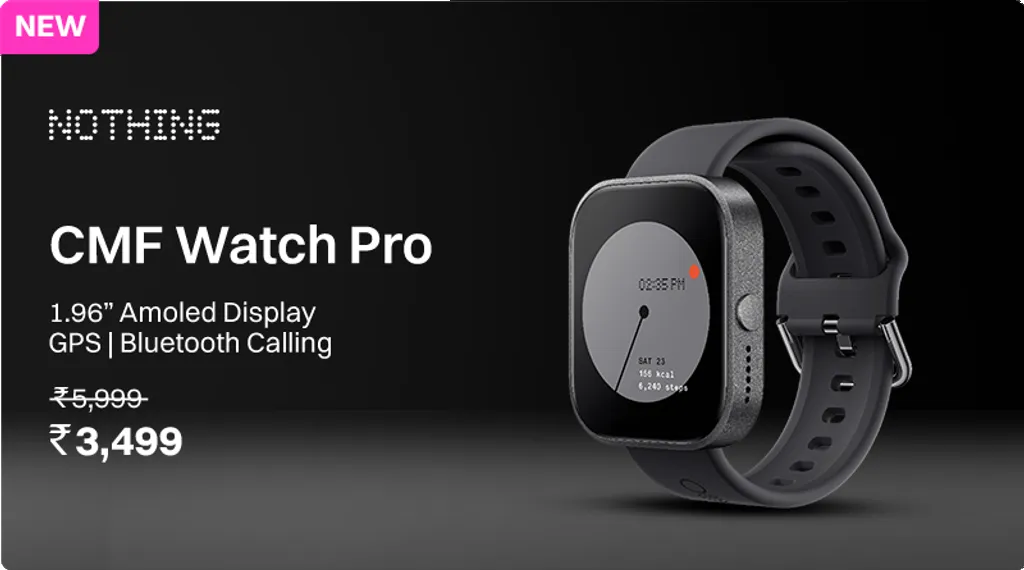 NEW
NOTHING
CMF Watch Pro
1.96” Amoled Display
GPS | Bluetooth Calling
₹5,999
₹3,499
02:35 PM
SAT 23
166 kcal
6,240 steps